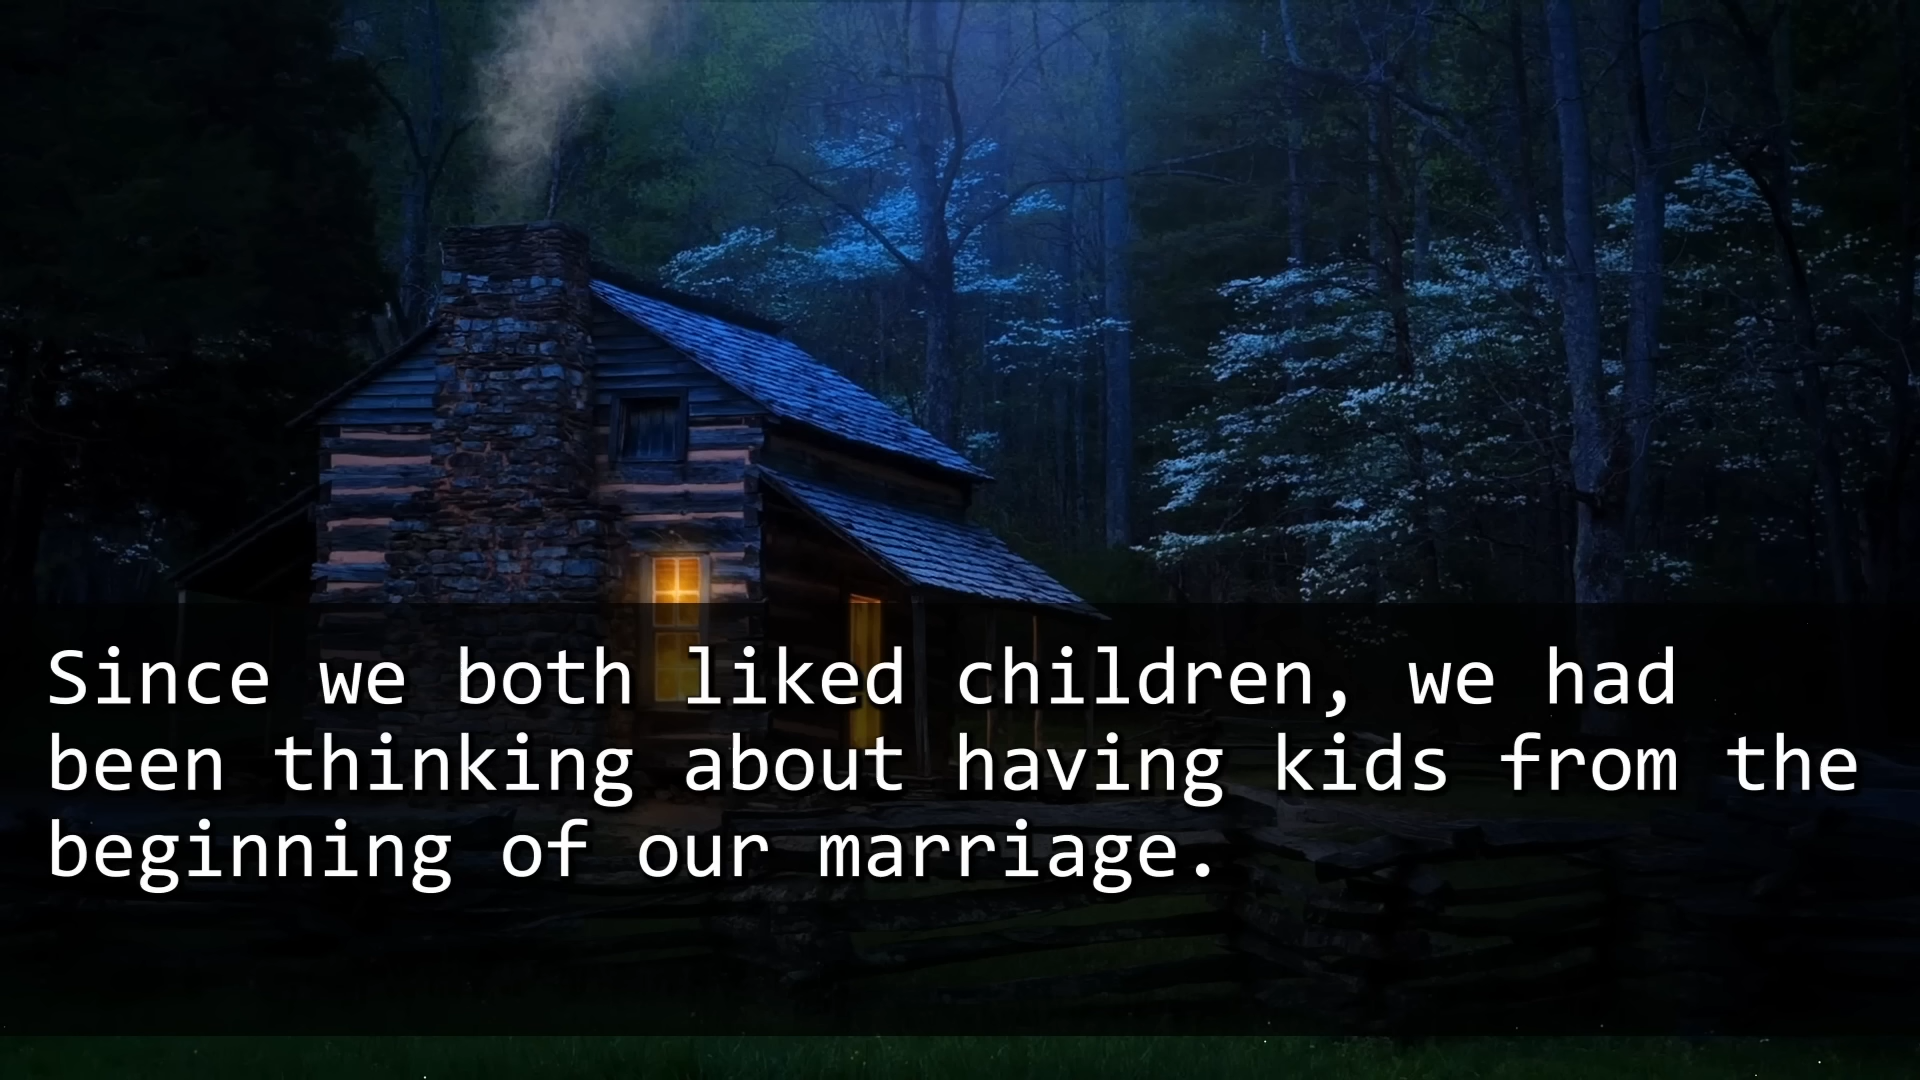 Since we both liked children, we had
been thinking about having kids from the
beginning of our marriage.